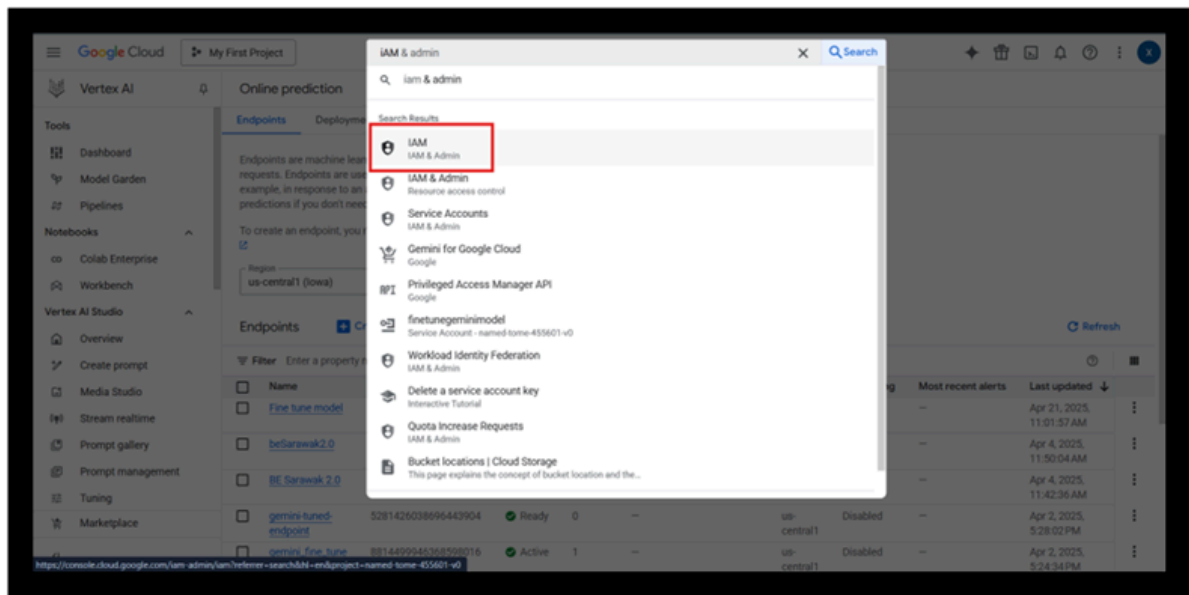 Google Cloud
My First Project
iAM & admin
Search
X
iam & admin
Vertex AI
Online prediction
Tools
Dashboard
Model Garden
Pipelines
Notebooks
Colab Enterprise
Workbench
Vertex AI Studio
Overview
Create prompt
Media Studio
Stream realtime
Prompt gallery
Prompt management
Tuning
Marketplace
Endpoints
Deployme
Endpoints are machine lear
requests. Endpoints are use
example, in response to an
predictions if you don't need
To create an endpoint, you
Region
us-central1 (Iowa)
Endpoints
Cr
Refresh
Filter Enter a property
Search Results
IAM
IAM & Admin
IAM & Admin
Resource access control
Service Accounts
IAM & Admin
Gemini for Google Cloud
Google
API
Privileged Access Manager API
Google
finetunegeminimodel
Service Account - named-tome-455601-v0
Workload Identity Federation
IAM & Admin
Delete a service account key
Interactive Tutorial
Quota Increase Requests
IAM & Admin
Bucket locations | Cloud Storage
This page explains the concept of bucket location and the...
Name
ng
Most recent alerts
Last updated
Fine tune model
—
Apr 21, 2025,
11:01:57 AM
beSarawak2.0
—
Apr 4, 2025,
11:50:04 AM
BE Sarawak 2.0
—
Apr 4, 2025,
11:42:36 AM
gemini-tuned-
endpoint
5281426038696443904
Ready
0
—
us-
central1
Disabled
—
Apr 2, 2025,
5:28:02 PM
gemini_fine_tune
8814499946368598016
Active
1
—
us-
central1
Disabled
—
Apr 2, 2025,
5:24:34 PM
https://console.cloud.google.com/iam-admin/iam?referrer=search&hl=en&project=named-tome-455601-v0